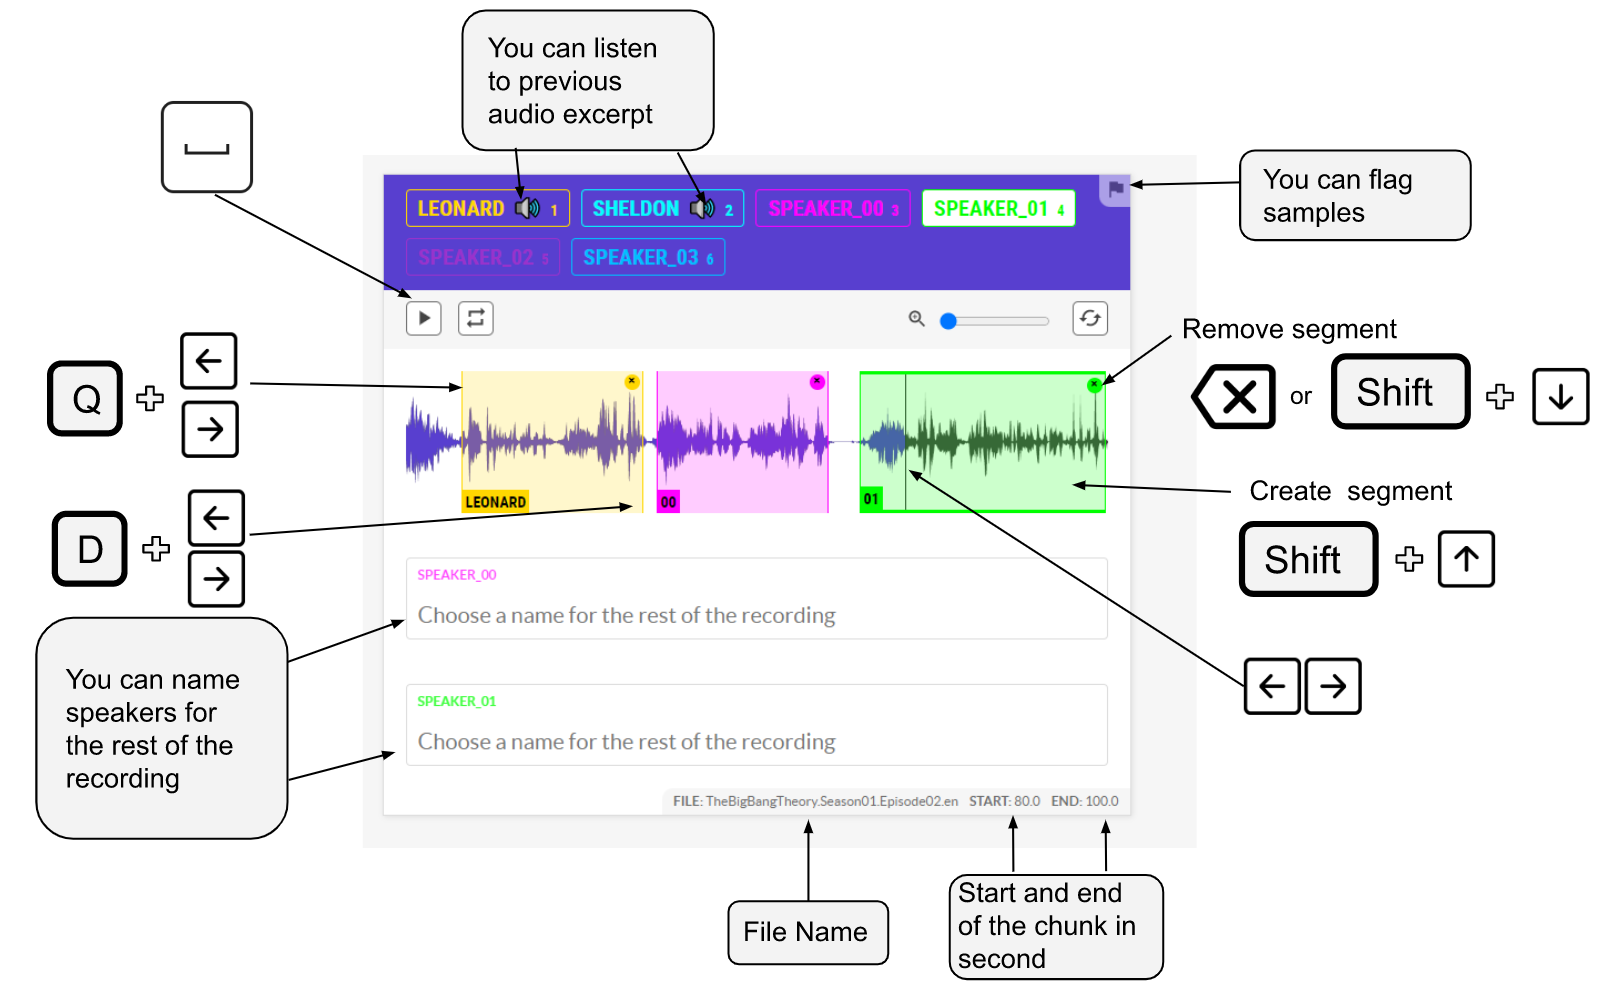 You can listen
to previous
audio excerpt
You can flag
samples
LEONARD 1
SHELDON 2
SPEAKER_00 3
SPEAKER_01 4
SPEAKER_02 5
SPEAKER_03 6
Remove segment
Q
or
Shift
LEONARD
00
01
Create segment
D
Shift
SPEAKER_00
Choose a name for the rest of the recording
You can name
speakers for
the rest of the
recording
SPEAKER_01
Choose a name for the rest of the recording
FILE: TheBigBangTheory.Season01.Episode02.en START: 80.0 END: 100.0
File Name
Start and end
of the chunk in
second